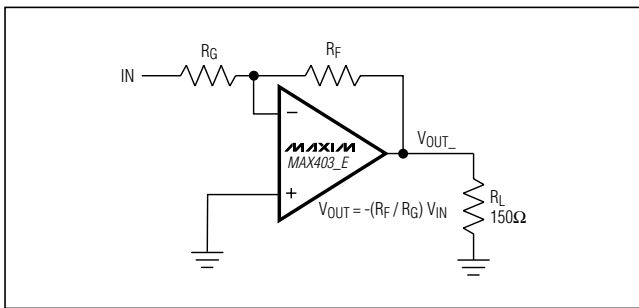 R_G
R_F
IN
−
MAXIM
MAX403_E
+
V_OUT_
V_OUT = -(R_F / R_G) V_IN
R_L
150Ω